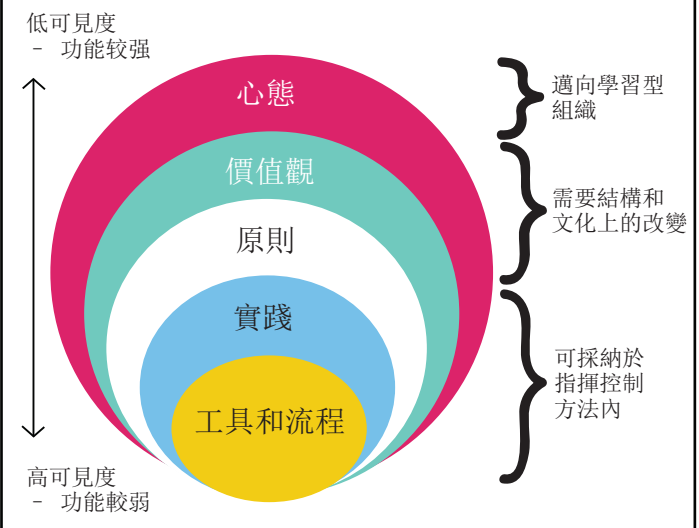 低可見度
- 功能较强
心態
邁向學習型
組織
價值觀
需要結構和
文化上的改變
原則
實踐
可採納於
指揮控制
方法內
工具和流程
高可見度
- 功能較弱